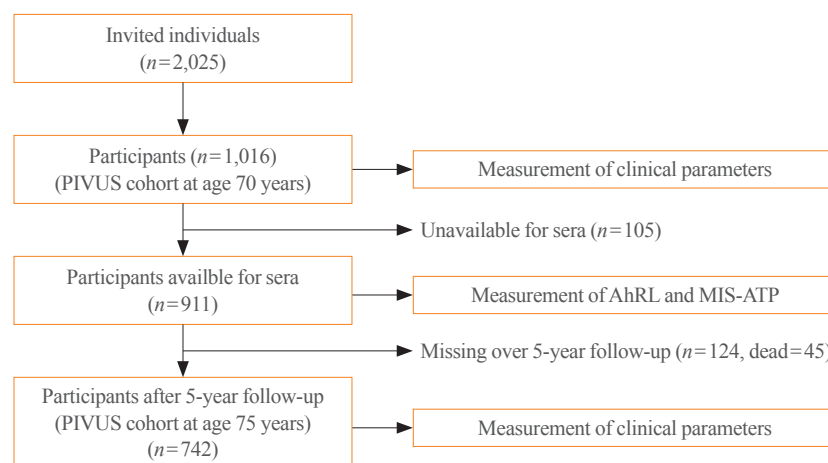 Invited individuals
(n=2,025)
Participants (n=1,016)
(PIVUS cohort at age 70 years)
Measurement of clinical parameters
Unavailable for sera (n=105)
Participants availble for sera
(n=911)
Measurement of AhRL and MIS-ATP
Missing over 5-year follow-up (n=124, dead=45)
Participants after 5-year follow-up
(PIVUS cohort at age 75 years)
(n=742)
Measurement of clinical parameters